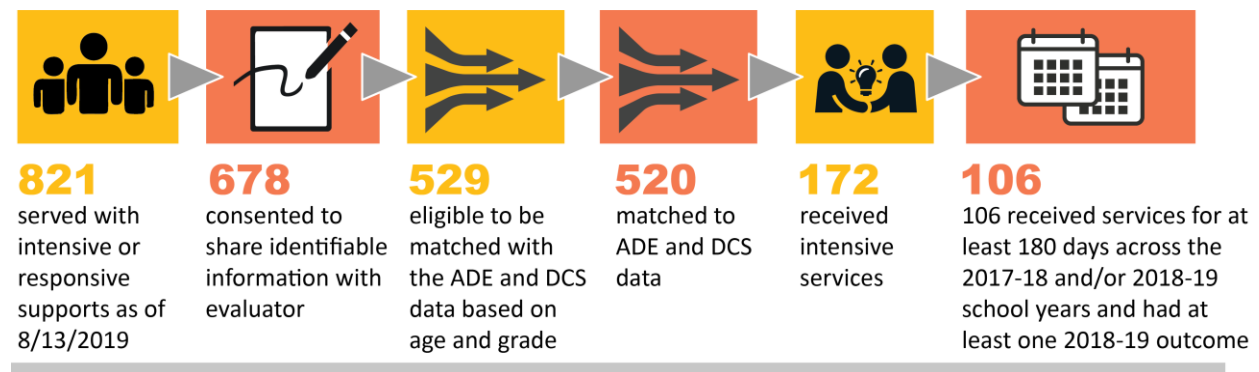 821
served with
intensive or
responsive
supports as of
8/13/2019
678
consented to
share identifiable
information with
evaluator
529
eligible to be
matched with
the ADE and DCS
data based on
age and grade
520
matched to
ADE and DCS
data
172
received
intensive
services
106
106 received services for at
least 180 days across the
2017-18 and/or 2018-19
school years and had at
least one 2018-19 outcome